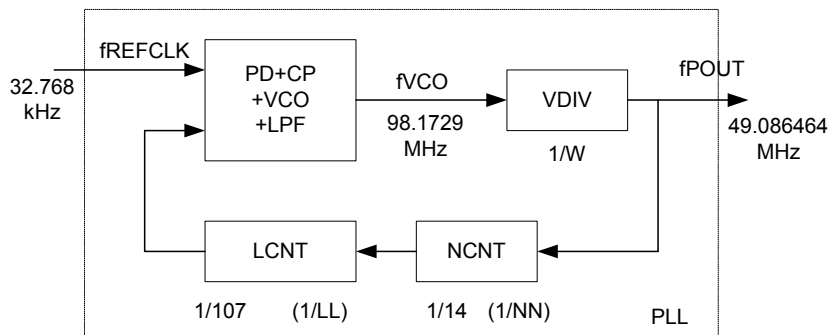 fREFCLK
32.768
kHz
PD+CP
+VCO
+LPF
fVCO
98.1729
MHz
VDIV
1/W
fPOUT
49.086464
MHz
LCNT
1/107 (1/LL)
NCNT
1/14 (1/NN)
PLL